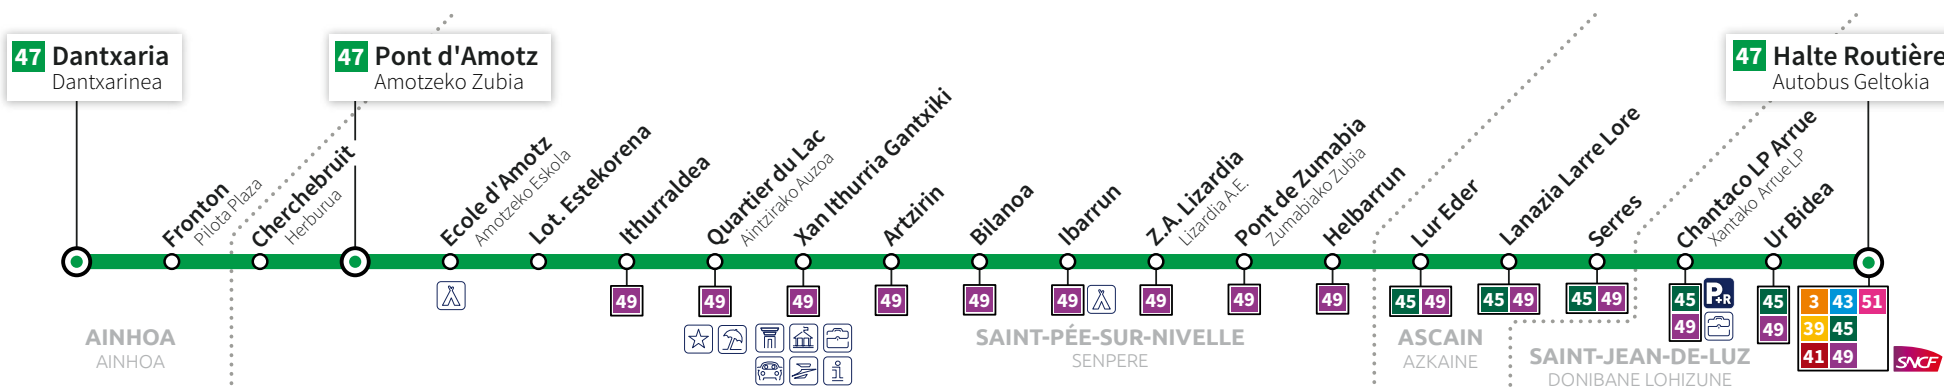 47 Dantxaria
Dantxarinea
47 Pont d'Amotz
Amotzeko Zubia
47 Halte Routière
Autobus Geltokia
Fronton
Pilota Plaza
Cherchebruit
Herburua
Ecole d'Amotz
Amotzeko Eskola
Lot. Estekorena
Ithurraldea
Quartier du Lac
Aintzirako Auzoa
Xan Ithurria Gantxiki
Artzirin
Bilanoa
Ibarrun
Z.A. Lizardia
Lizardia A.E.
Pont de Zumabia
Zumabiako Zubia
Helbarrun
Lur Eder
Lanazia Larre Lore
Serres
Chantaco LP Arrue
Xantako Arrue LP
Ur Bidea
49
49
49
49
49
49
49
49
49
45 49
45 49
45 49
45 P+R
49
45
49
3 43 51
39 45
41 49
SNCF
i
AINHOA
AINHOA
SAINT-PÉE-SUR-NIVELLE
SENPERE
ASCAIN
AZKAINE
SAINT-JEAN-DE-LUZ
DONIBANE LOHIZUNE